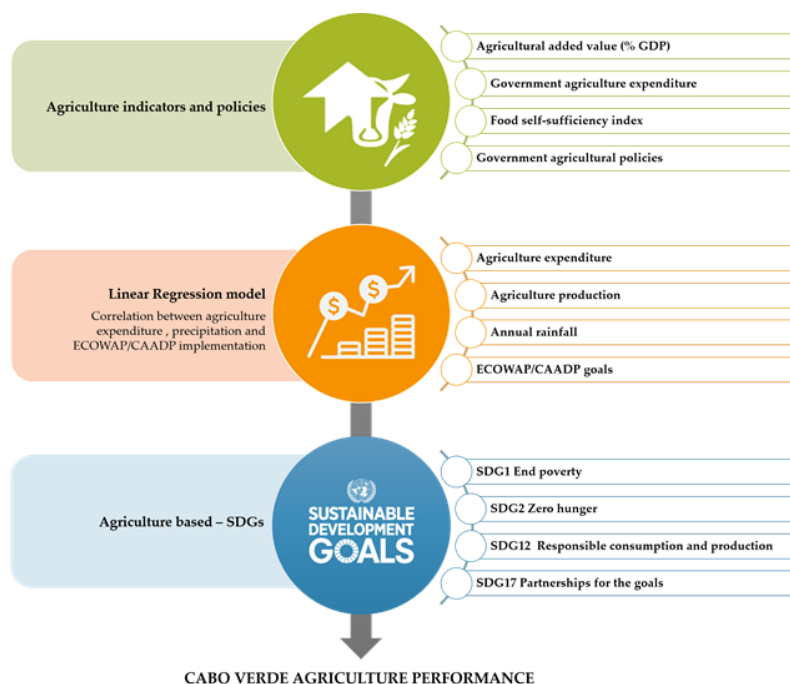 Agriculture indicators and policies
Agricultural added value (% GDP)
Government agriculture expenditure
Food self-sufficiency index
Government agricultural policies
Linear Regression model
Correlation between agriculture
expenditure , precipitation and
ECOWAP/CAADP implementation
$
$
Agriculture expenditure
Agriculture production
Annual rainfall
ECOWAP/CAADP goals
Agriculture based – SDGs
SUSTAINABLE
DEVELOPMENT
GOALS
SDG1 End poverty
SDG2 Zero hunger
SDG12  Responsible consumption and production
SDG17 Partnerships for the goals
CABO VERDE AGRICULTURE PERFORMANCE